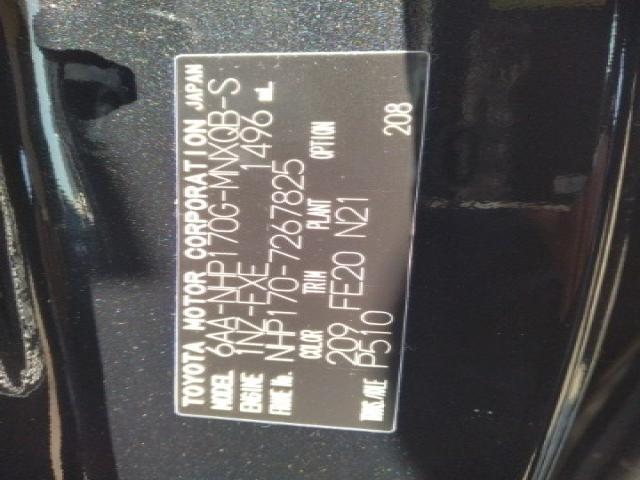 TOYOTA MOTOR CORPORATION JAPAN
MODEL 6AA-NHP170G-MNXQB-S
ENGINE 1NZ-FXE 1496 mL
FRAME No. NHP170-7267825
COLOR TRIM PLANT OPTION
209 FE20 N21
TRNS./AXLE P510 208